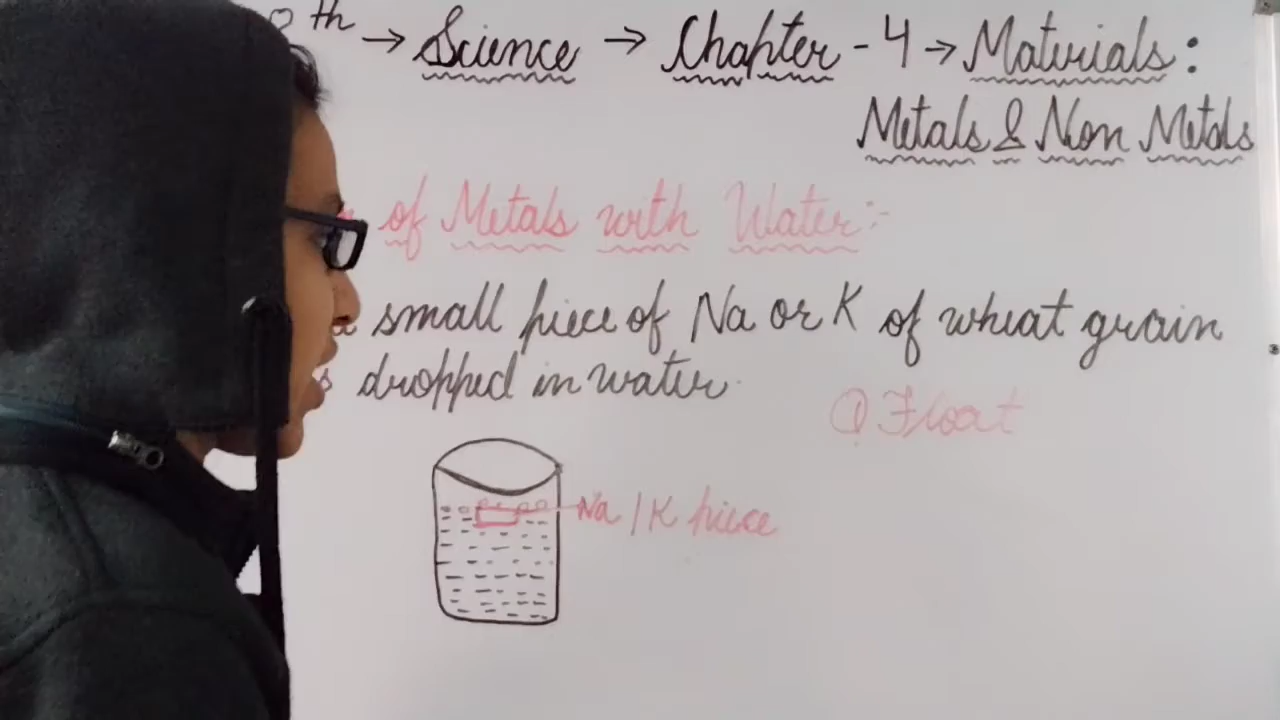 th → Science → Chapter - 4 → Materials :
Metals & Non Metals
of Metals with Water :-
a small piece of Na or K of wheat grain
dropped in water.
① Float
Na / K piece